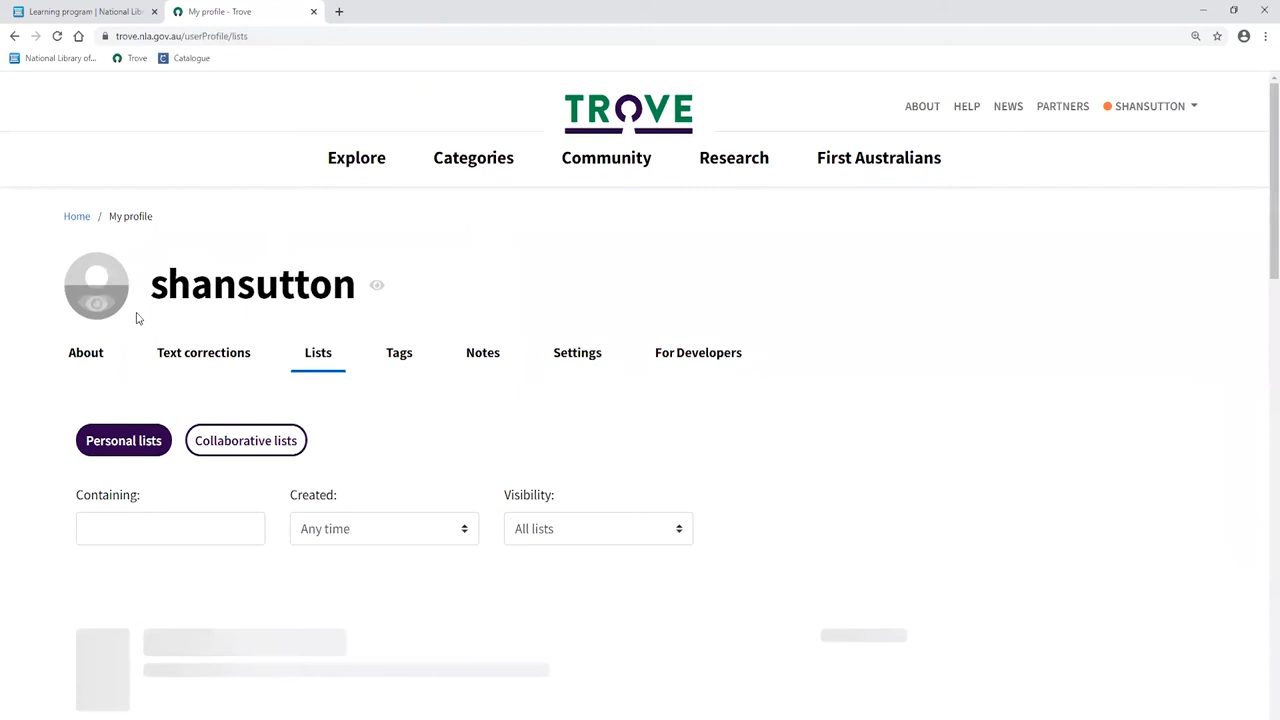 Learning program | National Lib
My profile - Trove
trove.nla.gov.au/userProfile/lists
National Library of...
Trove
Catalogue
TROVE
ABOUT
HELP
NEWS
PARTNERS
SHANSUTTON
Explore
Categories
Community
Research
First Australians
Home / My profile
shansutton
About
Text corrections
Lists
Tags
Notes
Settings
For Developers
Personal lists
Collaborative lists
Containing:
Created:
Visibility:
Any time
All lists